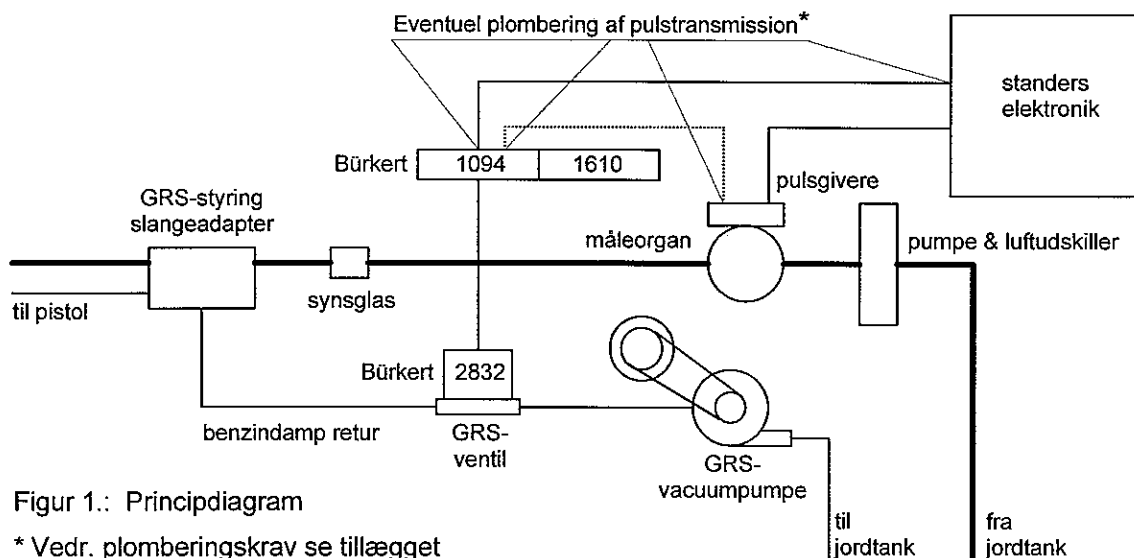 Eventuel plombering af pulstransmission*
standers
elektronik
Bürkert 1094 1610
pulsgivere
GRS-styring
slangeadapter
måleorgan
pumpe & luftudskiller
til pistol
synsglas
Bürkert 2832
benzindamp retur
GRS-
ventil
GRS-
vacuumpumpe
til
jordtank
fra
jordtank
Figur 1.: Principdiagram
* Vedr. plomberingskrav se tillægget